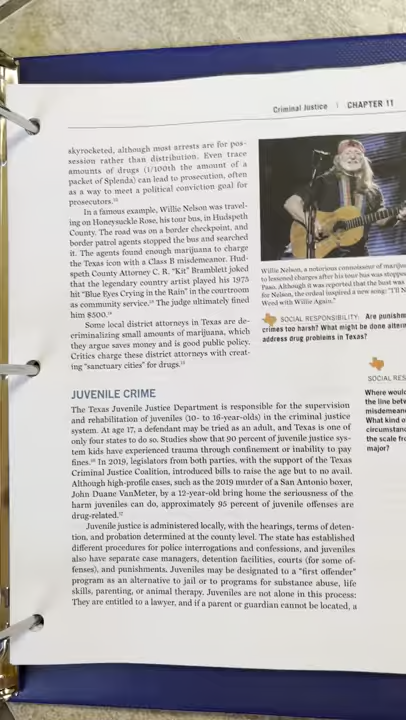 Criminal Justice | CHAPTER 11
skyrocketed, although most arrests are for pos-
session rather than distribution. Even trace
amounts of drugs (1/100th the amount of a
packet of Splenda) can lead to prosecution, often
as a way to meet a political conviction goal for
prosecutors.
In a famous example, Willie Nelson was travel-
ing on Honeysuckle Rose, his tour bus, in Hudspeth
County. The road was on a border checkpoint, and
border patrol agents stopped the bus and searched
it. The agents found enough marijuana to charge
the Texas icon with a Class B misdemeanor. Hud-
speth County Attorney C. R. “Kit” Bramblett joked
that the legendary country artist played his 1975
hit “Blue Eyes Crying in the Rain” in the courtroom
as community service. The judge ultimately fined
him $500.
Some local district attorneys in Texas are de-
criminalizing small amounts of marijuana, which
they argue saves money and is good public policy.
Critics charge these district attorneys with creat-
ing “sanctuary cities” for drugs.
JUVENILE CRIME
The Texas Juvenile Justice Department is responsible for the supervision
and rehabilitation of juveniles (10- to 16-year-olds) in the criminal justice
system. At age 17, a defendant may be tried as an adult, and Texas is one of
only four states to do so. Studies show that 90 percent of juvenile justice sys-
tem kids have experienced trauma through confinement or inability to pay
fines. In 2019, legislators from both parties, with the support of the Texas
Criminal Justice Coalition, introduced bills to raise the age but to no avail.
Although high-profile cases, such as the 2019 murder of a San Antonio boxer,
John Duane VanMeter, by a 12-year-old bring home the seriousness of the
harm juveniles can do, approximately 95 percent of juvenile offenses are
drug-related.
Juvenile justice is administered locally, with the hearings, terms of deten-
tion, and probation determined at the county level. The state has established
different procedures for police interrogations and confessions, and juveniles
also have separate case managers, detention facilities, courts (for some of-
fenses), and punishments. Juveniles may be designated to a “first offender”
program as an alternative to jail or to programs for substance abuse, life
skills, parenting, or animal therapy. Juveniles are not alone in this process:
They are entitled to a lawyer, and if a parent or guardian cannot be located, a
Willie Nelson, a notorious connoisseur of
to lessened charges after his tour bus was stopped
Paso. Although it was reported that the bust was
for Nelson, the ordeal inspired a new song: “I'll N
Weed with Willie Again.”
SOCIAL RESPONSIBILITY: Are
crimes too harsh? What might be done
address drug problems in Texas?
SOCIAL RES
Where would
the line
misdemean
What kind o
circumstanc
the scale fr
major?